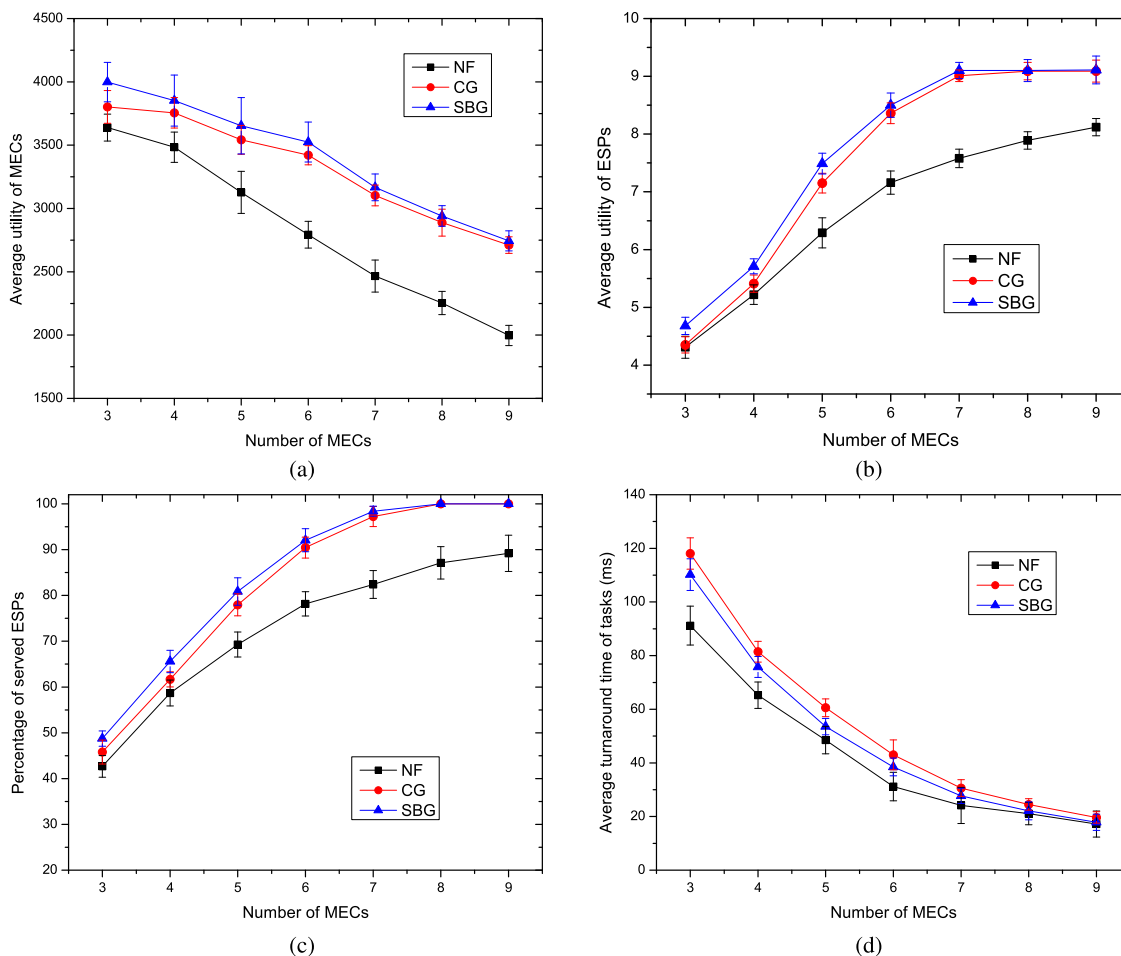 4500
4000
3500
3000
2500
2000
1500
Average utility of MECs
NF
CG
SBG
3 4 5 6 7 8 9
Number of MECs
(a)
10
9
8
7
6
5
4
Average utility of ESPs
NF
CG
SBG
3 4 5 6 7 8 9
Number of MECs
(b)
100
90
80
70
60
50
40
30
20
Percentage of served ESPs
NF
CG
SBG
3 4 5 6 7 8 9
Number of MECs
(c)
140
120
100
80
60
40
20
0
Average turnaround time of tasks (ms)
NF
CG
SBG
3 4 5 6 7 8 9
Number of MECs
(d)